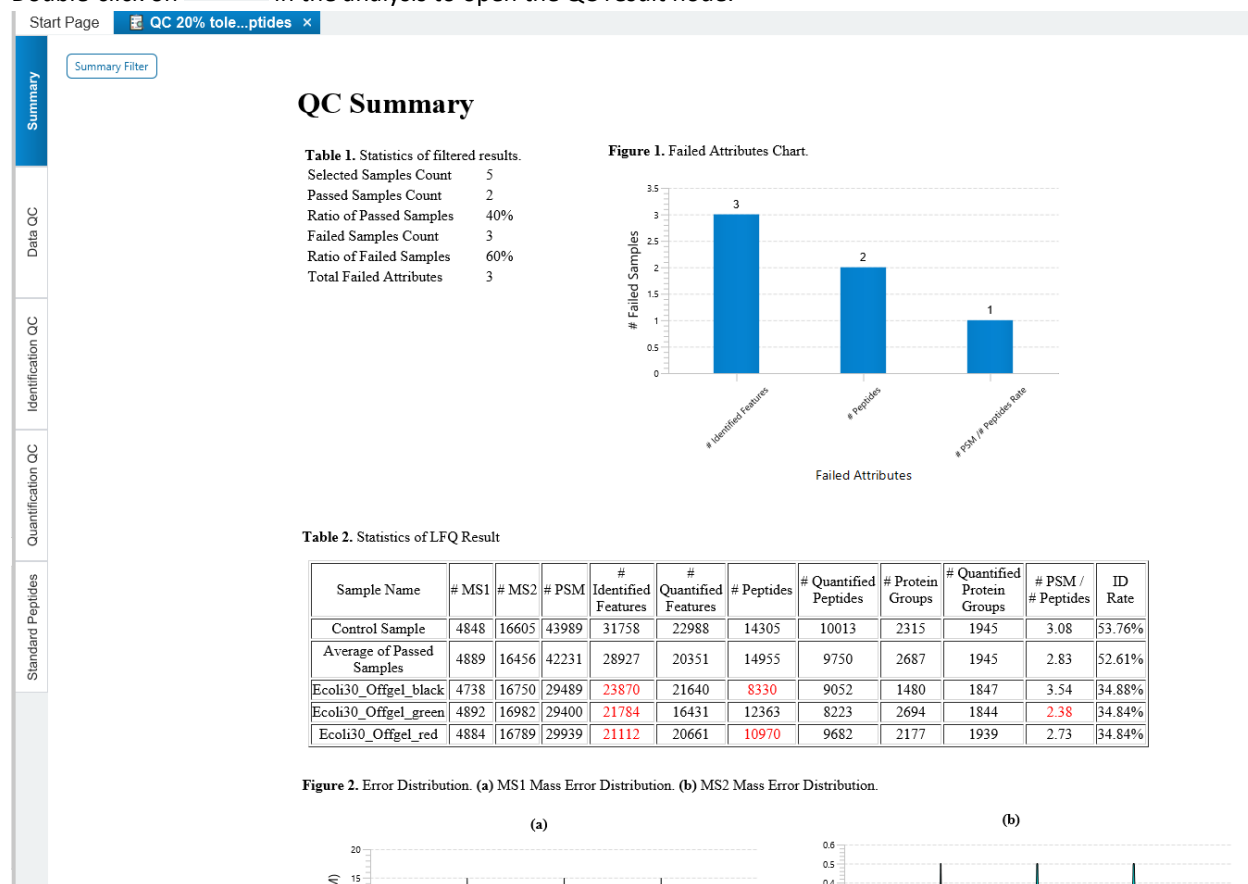 Start Page
QC 20% tole...ptides ×
Summary Filter
Summary
Data QC
Identification QC
Quantification QC
Standard Peptides
QC Summary
Table 1. Statistics of filtered results.
Selected Samples Count 5
Passed Samples Count 2
Ratio of Passed Samples 40%
Failed Samples Count 3
Ratio of Failed Samples 60%
Total Failed Attributes 3
Figure 1. Failed Attributes Chart.
# Failed Samples
3.5
3
2.5
2
1.5
1
0.5
0
3
2
1
# Identified Features
# Peptides
# PSM /# Peptides Rate
Failed Attributes
Table 2. Statistics of LFQ Result
Sample Name # MS1 # MS2 # PSM # Identified Features # Quantified Features # Peptides # Quantified Peptides # Protein Groups # Quantified Protein Groups # PSM / # Peptides ID Rate
Control Sample 4848 16605 43989 31758 22988 14305 10013 2315 1945 3.08 53.76%
Average of Passed Samples 4889 16456 42231 28927 20351 14955 9750 2687 1945 2.83 52.61%
Ecoli30_Offgel_black 4738 16750 29489 23870 21640 8330 9052 1480 1847 3.54 34.88%
Ecoli30_Offgel_green 4892 16982 29400 21784 16431 12363 8223 2694 1844 2.38 34.84%
Ecoli30_Offgel_red 4884 16789 29939 21112 20661 10970 9682 2177 1939 2.73 34.84%
Figure 2. Error Distribution. (a) MS1 Mass Error Distribution. (b) MS2 Mass Error Distribution.
(a)
20
15
(b)
0.6
0.5
0.4